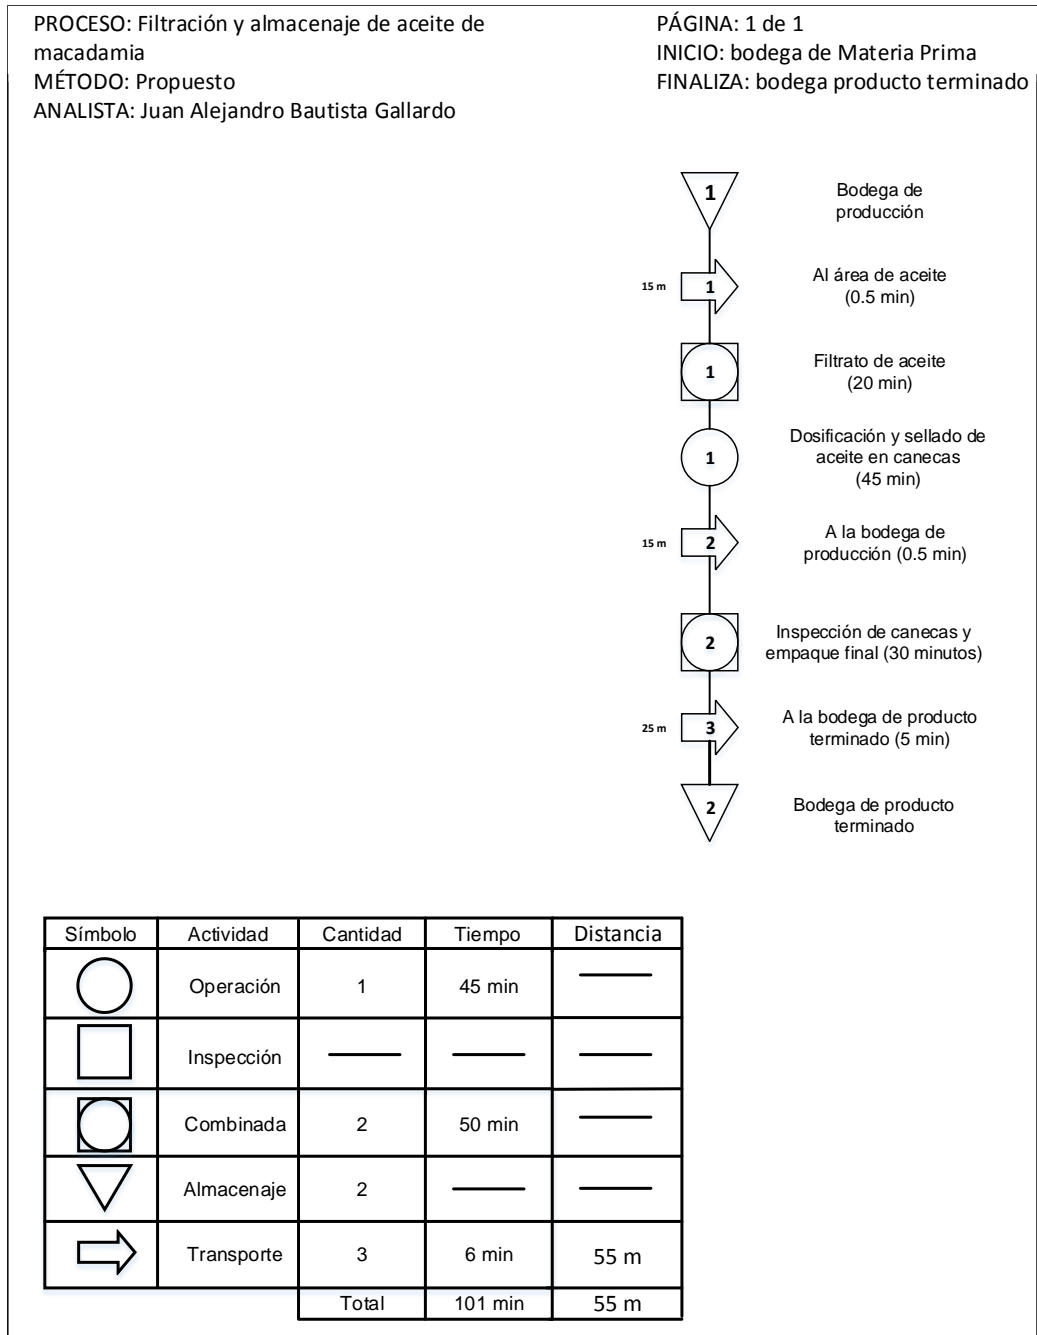 PROCESO: Filtración y almacenaje de aceite de
macadamia
MÉTODO: Propuesto
ANALISTA: Juan Alejandro Bautista Gallardo
PÁGINA: 1 de 1
INICIO: bodega de Materia Prima
FINALIZA: bodega producto terminado
1
Bodega de
producción
15 m
1
Al área de aceite
(0.5 min)
1
Filtrato de aceite
(20 min)
1
Dosificación y sellado de
aceite en canecas
(45 min)
15 m
2
A la bodega de
producción (0.5 min)
2
Inspección de canecas y
empaque final (30 minutos)
25 m
3
A la bodega de producto
terminado (5 min)
2
Bodega de producto
terminado
Símbolo Actividad Cantidad Tiempo Distancia
Operación 1 45 min
Inspección
Combinada 2 50 min
Almacenaje 2
Transporte 3 6 min 55 m
Total 101 min 55 m